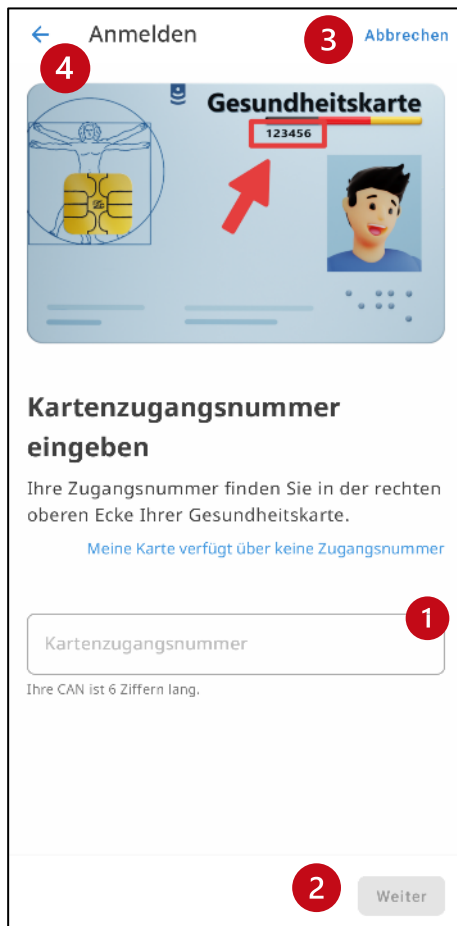 Anmelden
3
Abbrechen
4
Gesundheitskarte
123456
Kartenzugangsnummer
eingeben
Ihre Zugangsnummer finden Sie in der rechten
oberen Ecke Ihrer Gesundheitskarte.
Meine Karte verfügt über keine Zugangsnummer
1
Kartenzugangsnummer
Ihre CAN ist 6 Ziffern lang.
2
Weiter